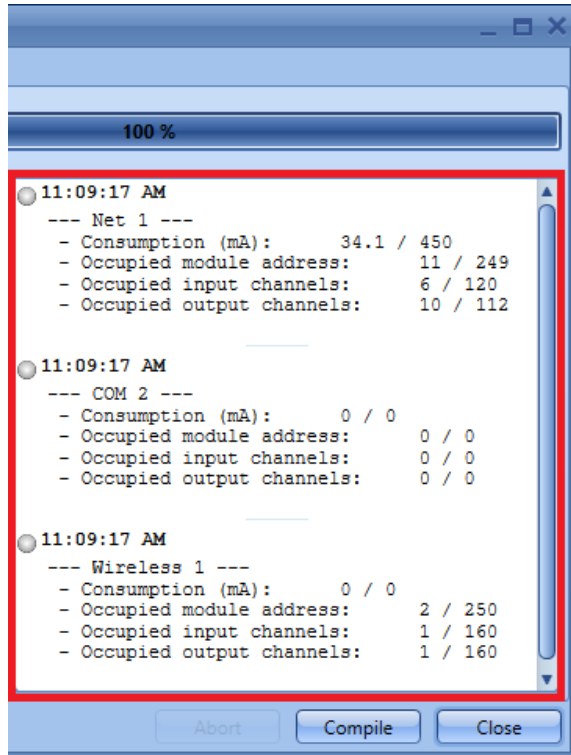 100 %
11:09:17 AM
--- Net 1 ---
- Consumption (mA): 34.1 / 450
- Occupied module address: 11 / 249
- Occupied input channels: 6 / 120
- Occupied output channels: 10 / 112
11:09:17 AM
--- COM 2 ---
- Consumption (mA): 0 / 0
- Occupied module address: 0 / 0
- Occupied input channels: 0 / 0
- Occupied output channels: 0 / 0
11:09:17 AM
--- Wireless 1 ---
- Consumption (mA): 0 / 0
- Occupied module address: 2 / 250
- Occupied input channels: 1 / 160
- Occupied output channels: 1 / 160
Abort Compile Close